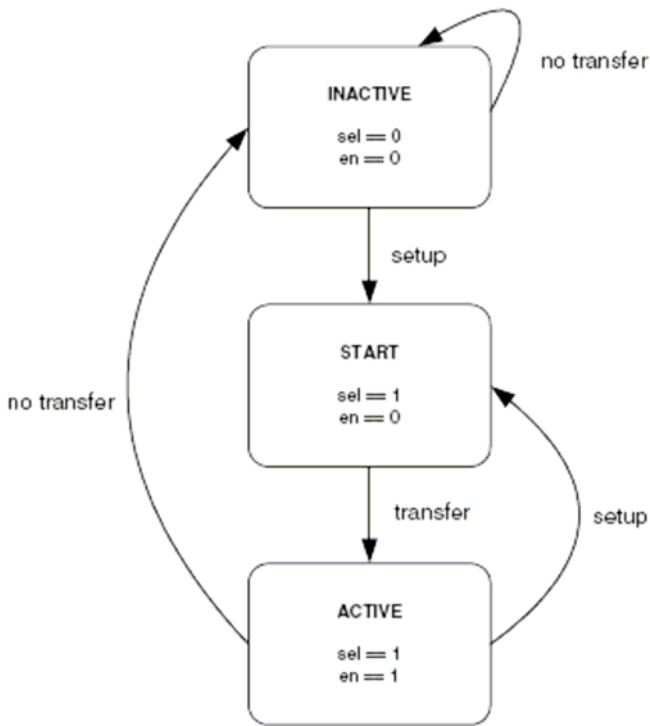 no transfer
INACTIVE
sel == 0
en == 0
setup
START
sel == 1
en == 0
no transfer
transfer
setup
ACTIVE
sel == 1
en == 1